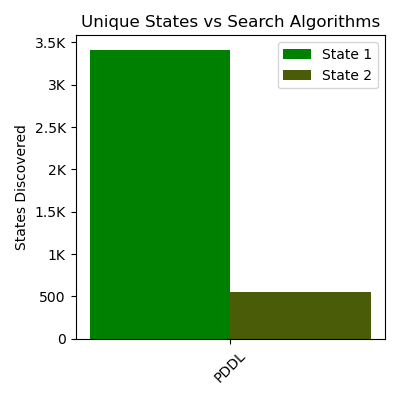 Unique States vs Search Algorithms
3.5K
3K
2.5K
2K
1.5K
1K
500
0
States Discovered
State 1
State 2
PDDL